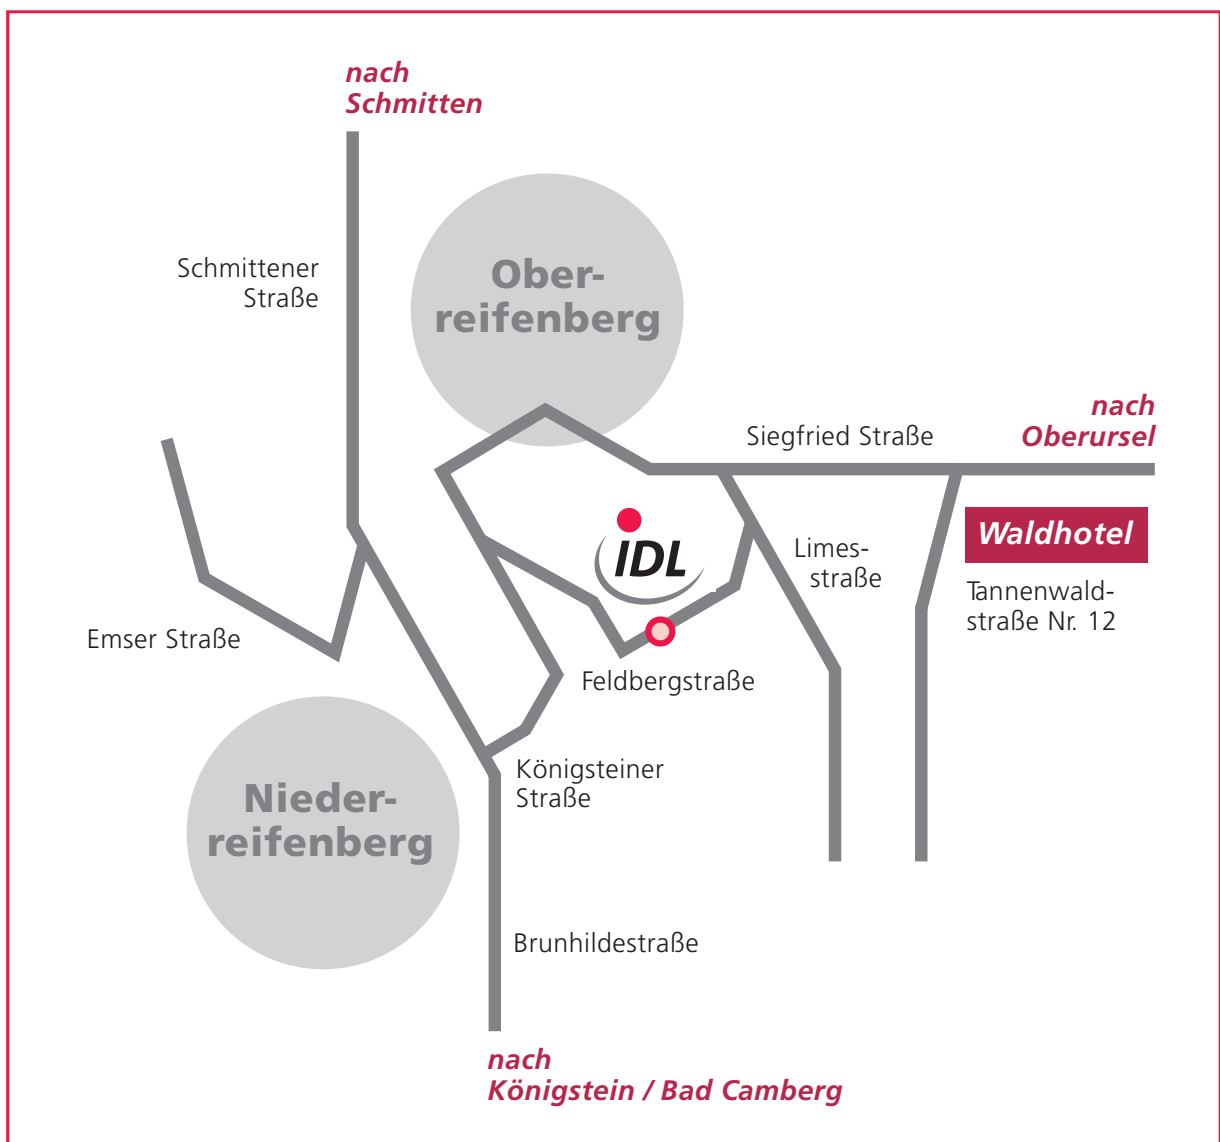 nach
Schmitten
Schmittener
Straße
Ober-
reifenberg
nach
Oberursel
Siegfried Straße
Waldhotel
IDL
Limes-
straße
Tannenwald-
straße Nr. 12
Emser Straße
Feldbergstraße
Königsteiner
Straße
Nieder-
reifenberg
Brunhildestraße
nach
Königstein / Bad Camberg